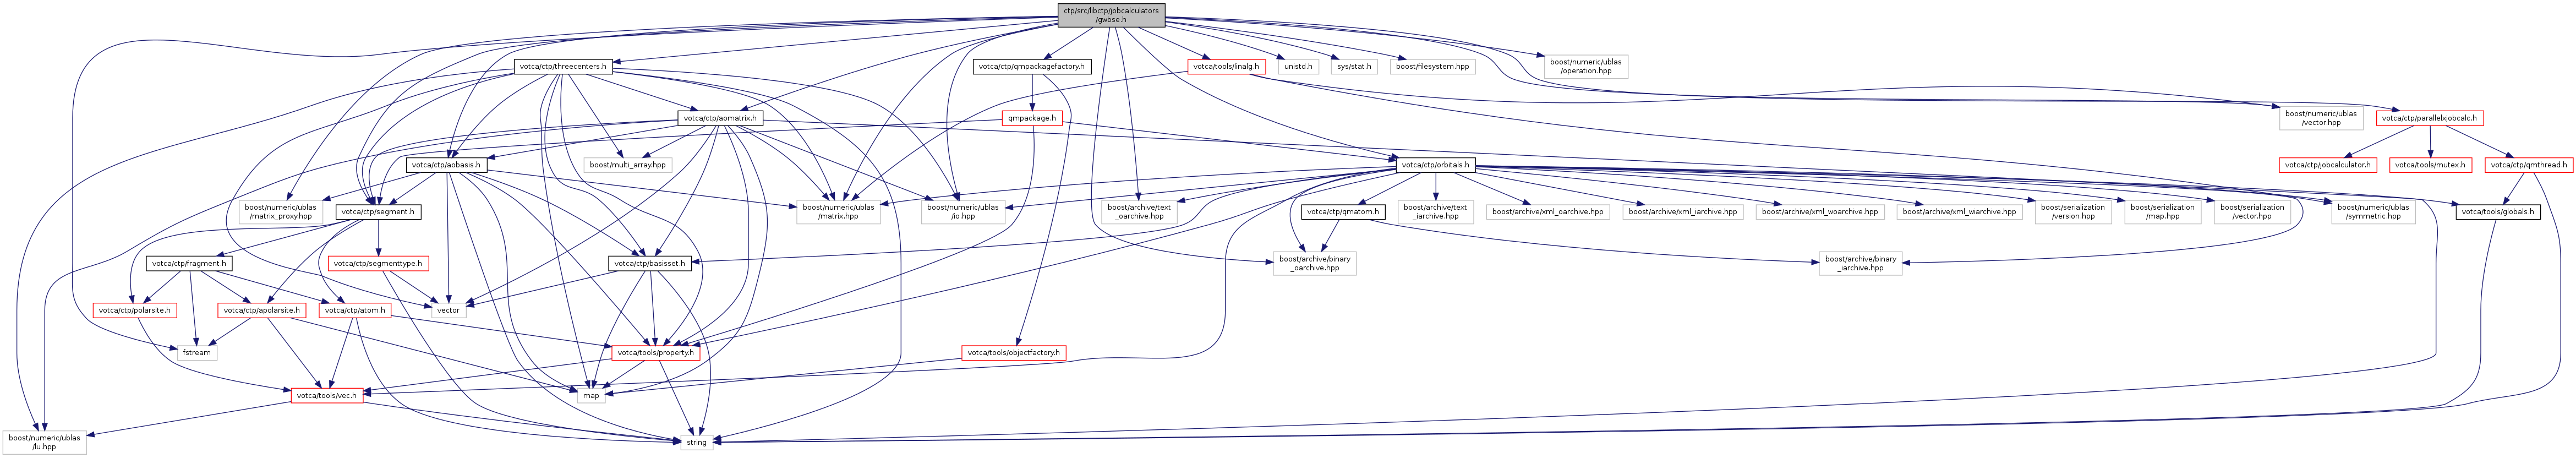 ctp/src/libctp/jobcalculators
/gwbse.h
votca/ctp/threecenters.h
votca/ctp/qmpackagefactory.h
votca/tools/linalg.h
unistd.h
sys/stat.h
boost/filesystem.hpp
boost/numeric/ublas
/operation.hpp
votca/ctp/aomatrix.h
qmpackage.h
boost/numeric/ublas
/vector.hpp
votca/ctp/parallelxjobcalc.h
votca/ctp/aobasis.h
boost/multi_array.hpp
votca/ctp/orbitals.h
votca/ctp/jobcalculator.h
votca/tools/mutex.h
votca/ctp/qmthread.h
boost/numeric/ublas
/matrix_proxy.hpp
votca/ctp/segment.h
boost/numeric/ublas
/matrix.hpp
boost/numeric/ublas
/io.hpp
boost/archive/text
_oarchive.hpp
votca/ctp/qmatom.h
boost/archive/text
_iarchive.hpp
boost/archive/xml_oarchive.hpp
boost/archive/xml_iarchive.hpp
boost/archive/xml_woarchive.hpp
boost/archive/xml_wiarchive.hpp
boost/serialization
/version.hpp
boost/serialization
/map.hpp
boost/serialization
/vector.hpp
boost/numeric/ublas
/symmetric.hpp
votca/tools/globals.h
votca/ctp/fragment.h
votca/ctp/segmenttype.h
votca/ctp/basisset.h
boost/archive/binary
_oarchive.hpp
boost/archive/binary
_iarchive.hpp
votca/ctp/polarsite.h
votca/ctp/apolarsite.h
votca/ctp/atom.h
vector
fstream
votca/tools/property.h
votca/tools/objectfactory.h
votca/tools/vec.h
map
boost/numeric/ublas
/lu.hpp
string